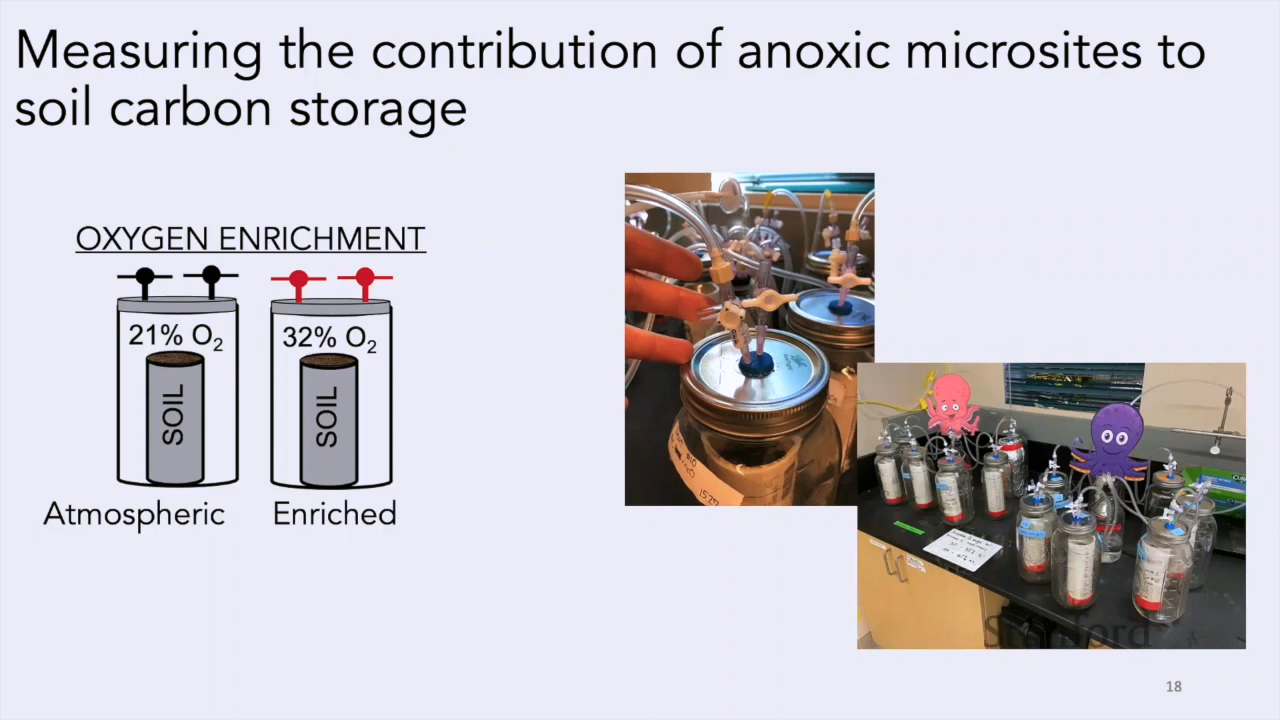 Measuring the contribution of anoxic microsites to
soil carbon storage
OXYGEN ENRICHMENT
21% O₂
32% O₂
SOIL
SOIL
Atmospheric
Enriched
Stanford
18